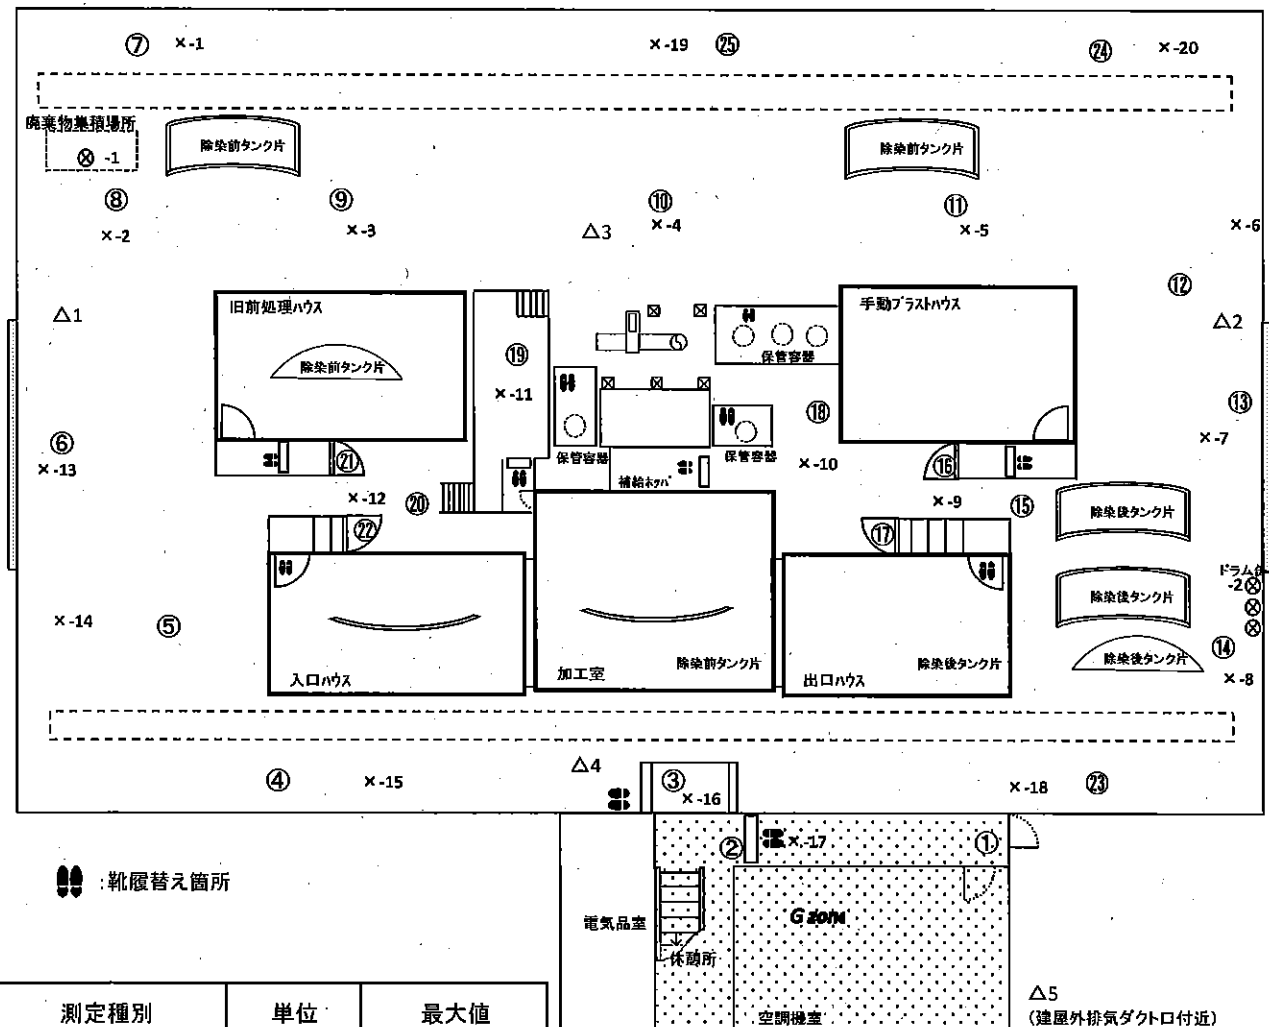 ⑦ ×-1 ×-19 ㉕ ㉔ ×-20
廃棄物集積場所
⊗ -1
除染前タンク片
除染前タンク片
⑧ ⑨ ⑩ ⑪
×-2 ×-3 △3 ×-4 ×-5 ×-6
⑫
△1
旧前処理ハウス
手動ブラストハウス
△2
除染前タンク片
⑲
保管容器
×-11
⑱
⑬
⑥
×-13
×-7
㉑
保管容器
補給ホッパ
保管容器
×-10
⑯
×-12
⑳
×-9
⑮
除染後タンク片
㉒
⑰
ドラム缶
-2
除染後タンク片
×-14
⑤
⑭
除染後タンク片
入口ハウス
加工室
除染前タンク片
出口ハウス
除染後タンク片
×-8
④ ×-15 △4 ③ ×-16 ×-18 ㉓
② ×-17 ①
:靴履替え箇所
電気品室
G zone
休憩所
△5
(建屋外排気ダクト口付近)
空調機室
測定種別 単位 最大値